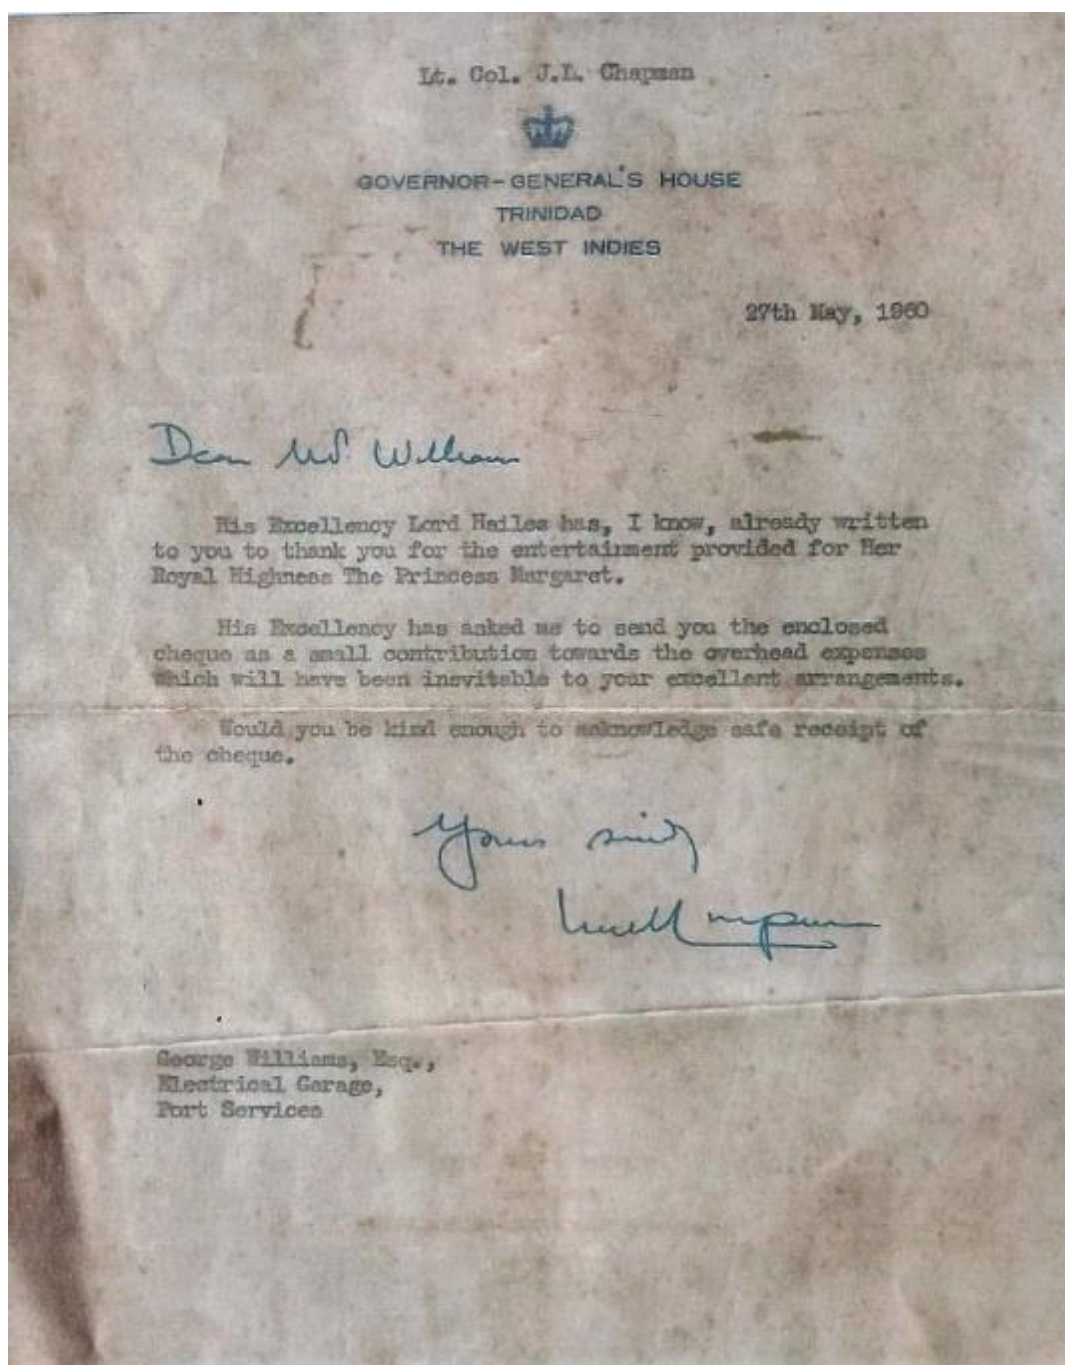 Lt. Col. J.L. Chapman
GOVERNOR-GENERAL'S HOUSE
TRINIDAD
THE WEST INDIES
27th May, 1960
Dear Mr. Williams
His Excellency Lord Hailes has, I know, already written
to you to thank you for the entertainment provided for Her
Royal Highness The Princess Margaret.
His Excellency has asked me to send you the enclosed
cheque as a small contribution towards the overhead expenses
which will have been inevitable to your excellent arrangements.
Would you be kind enough to acknowledge safe receipt of
the cheque.
Yours
George Williams, Esq.,
Electrical Garage,
Port Services